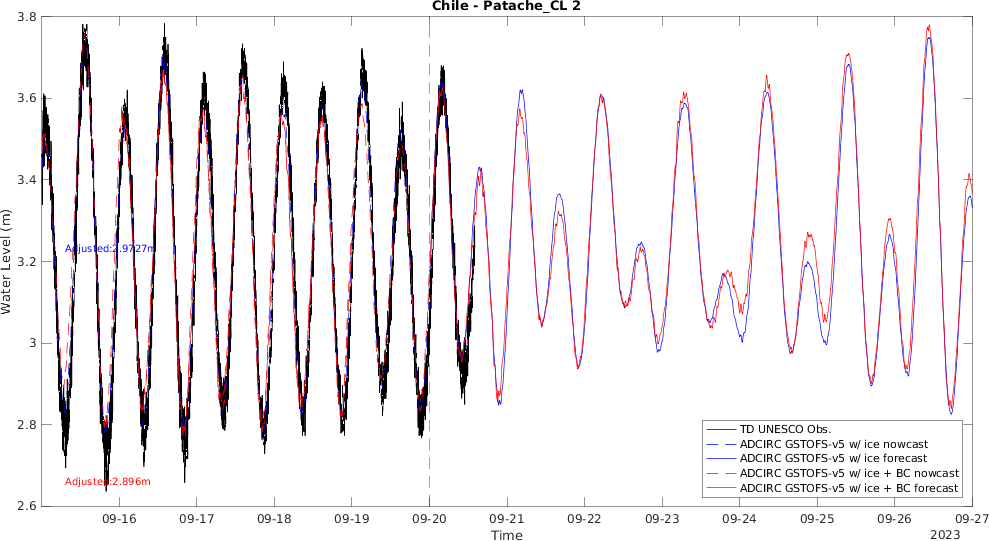 Chile - Patache_CL 2
3.8
3.6
3.4
3.2
3
2.8
2.6
Water Level (m)
Adjusted:2.9727m
Adjusted:2.896m
TD UNESCO Obs.
ADCIRC GSTOFS-v5 w/ ice nowcast
ADCIRC GSTOFS-v5 w/ ice forecast
ADCIRC GSTOFS-v5 w/ ice + BC nowcast
ADCIRC GSTOFS-v5 w/ ice + BC forecast
09-16 09-17 09-18 09-19 09-20 09-21 09-22 09-23 09-24 09-25 09-26 09-27
Time
2023